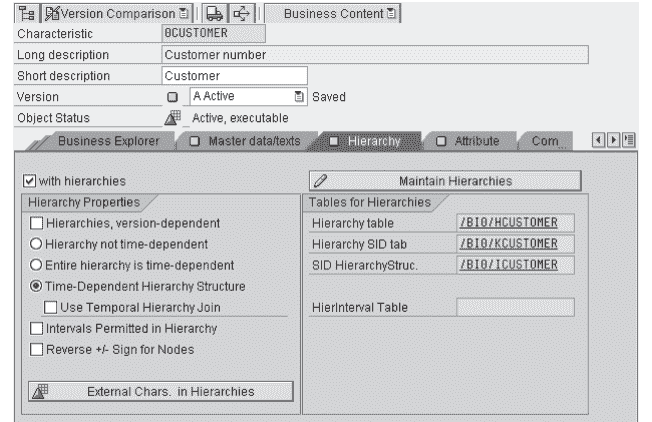 Version Comparison Business Content
Characteristic 0CUSTOMER
Long description Customer number
Short description Customer
Version A Active Saved
Object Status Active, executable
Business Explorer Master data/texts Hierarchy Attribute Com...
with hierarchies Maintain Hierarchies
Hierarchy Properties Tables for Hierarchies
Hierarchies, version-dependent Hierarchy table /BI0/HCUSTOMER
Hierarchy not time-dependent Hierarchy SID tab /BI0/KCUSTOMER
Entire hierarchy is time-dependent SID HierarchyStruc. /BI0/ICUSTOMER
Time-Dependent Hierarchy Structure
Use Temporal Hierarchy Join HierInterval Table
Intervals Permitted in Hierarchy
Reverse +/- Sign for Nodes
External Chars. in Hierarchies